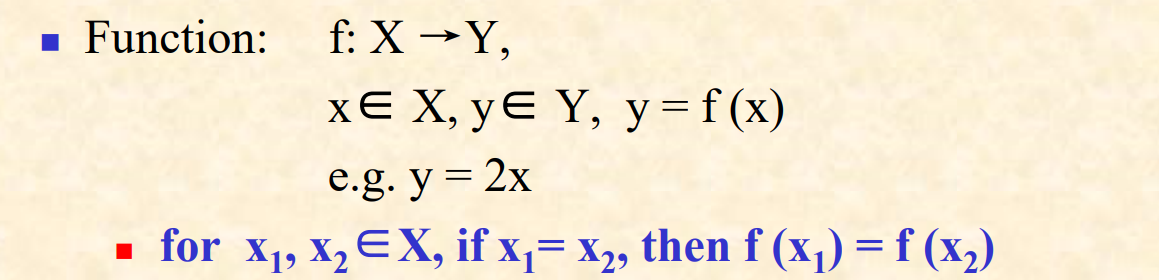 ▪ Function: f: X → Y,
x ∈ X, y ∈ Y, y = f (x)
e.g. y = 2x
▪ for x₁, x₂ ∈ X, if x₁= x₂, then f (x₁) = f (x₂)